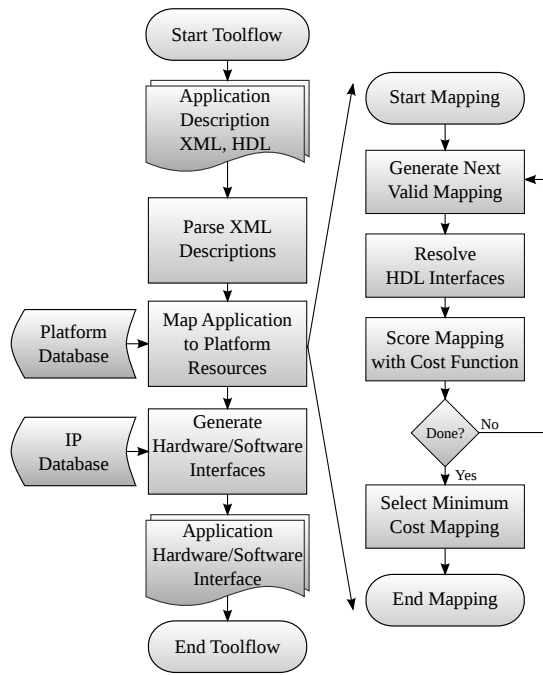 Start Toolflow
Application
Description
XML, HDL
Parse XML
Descriptions
Platform
Database
Map Application
to Platform
Resources
IP
Database
Generate
Hardware/Software
Interfaces
Application
Hardware/Software
Interface
End Toolflow
Start Mapping
Generate Next
Valid Mapping
Resolve
HDL Interfaces
Score Mapping
with Cost Function
Done?
No
Yes
Select Minimum
Cost Mapping
End Mapping